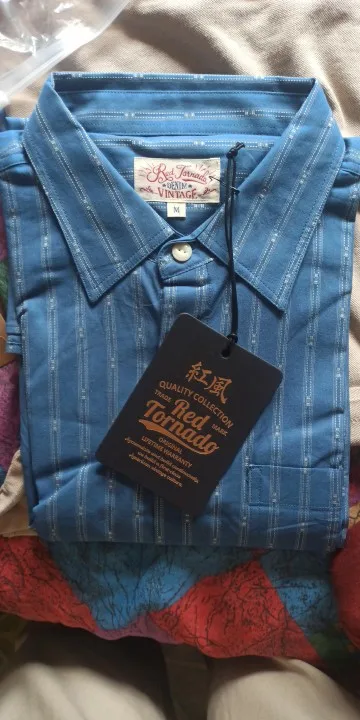 Red Tornado
DENIM
VINTAGE
M
紅風
QUALITY COLLECTION
TRADE MARK
Red
Tornado
ORIGINAL
LIFETIME WARRANTY